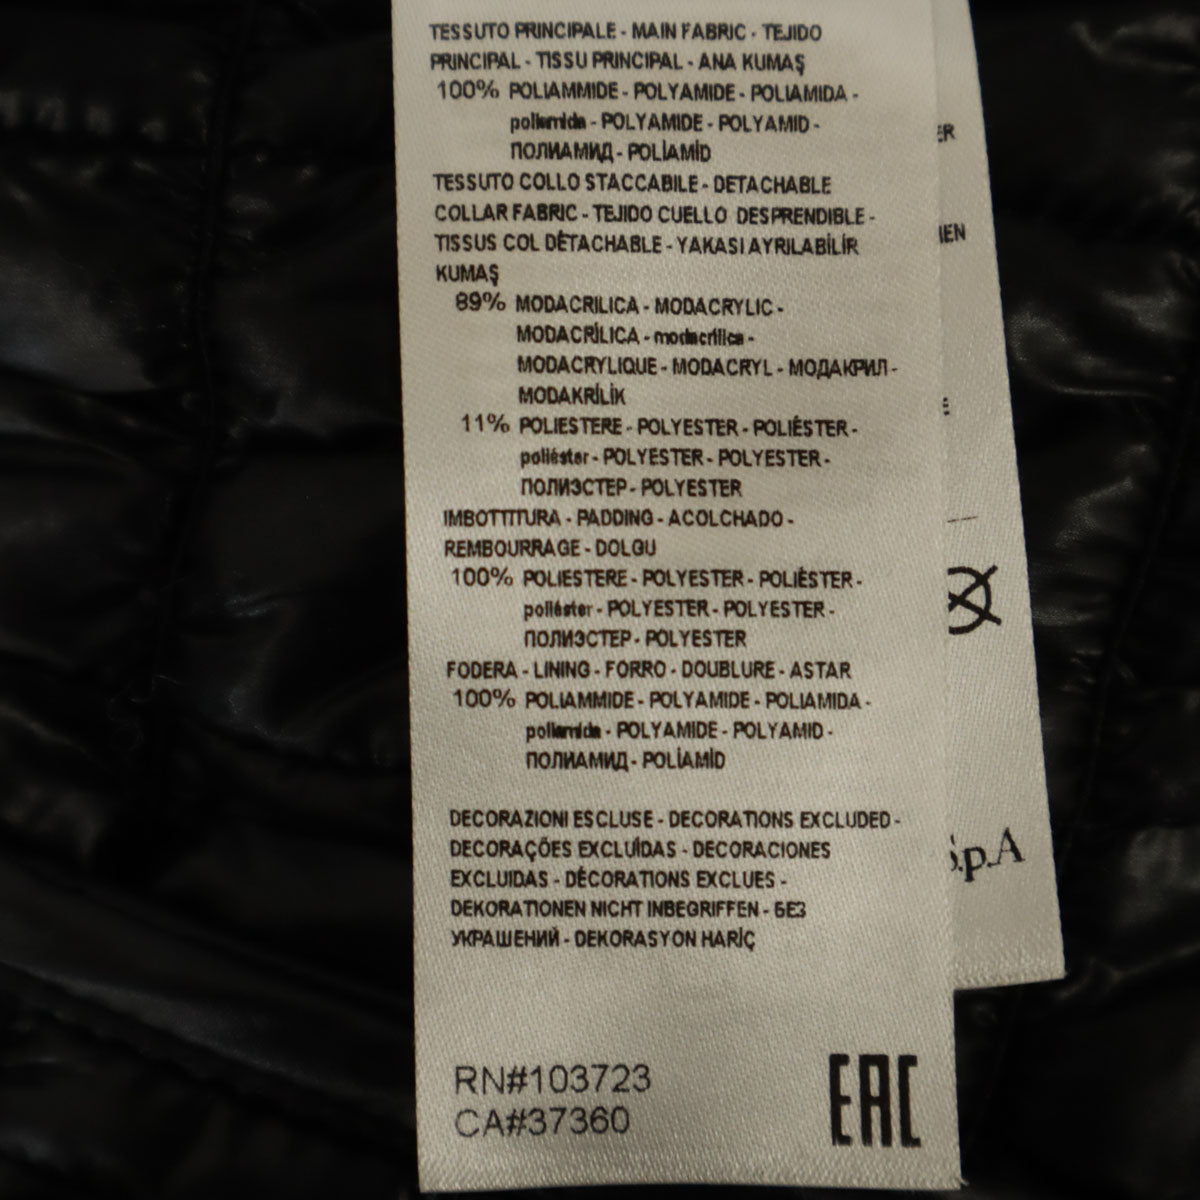 TESSUTO PRINCIPALE - MAIN FABRIC - TEJIDO
PRINCIPAL - TISSU PRINCIPAL - ANA KUMAŞ
100% POLIAMMIDE - POLYAMIDE - POLIAMIDA -
poliamida - POLYAMIDE - POLYAMID -
ПОЛИАМИД - POLİAMİD
TESSUTO COLLO STACCABILE - DETACHABLE
COLLAR FABRIC - TEJIDO CUELLO DESPRENDIBLE -
TISSUS COL DÉTACHABLE - YAKASI AYRILABİLİR
KUMAŞ
89% MODACRILICA - MODACRYLIC -
MODACRÍLICA - modacrílica -
MODACRYLIQUE - MODACRYL - МОДАКРИЛ -
MODAKRİLİK
11% POLIESTERE - POLYESTER - POLIÉSTER -
poliéster - POLYESTER - POLYESTER -
ПОЛИЭСТЕР - POLYESTER
IMBOTTITURA - PADDING - ACOLCHADO -
REMBOURRAGE - DOLGU
100% POLIESTERE - POLYESTER - POLIÉSTER -
poliéster - POLYESTER - POLYESTER -
ПОЛИЭСТЕР - POLYESTER
FODERA - LINING - FORRO - DOUBLURE - ASTAR
100% POLIAMMIDE - POLYAMIDE - POLIAMIDA -
poliamida - POLYAMIDE - POLYAMID -
ПОЛИАМИД - POLİAMİD
DECORAZIONI ESCLUSE - DECORATIONS EXCLUDED -
DECORAÇÕES EXCLUÍDAS - DECORACIONES
EXCLUIDAS - DÉCORATIONS EXCLUES -
DEKORATIONEN NICHT INBEGRIFFEN - БЕЗ
УКРАШЕНИЙ - DEKORASYON HARİÇ
RN#103723
CA#37360
EAC
ER
IEN
E
S.p.A